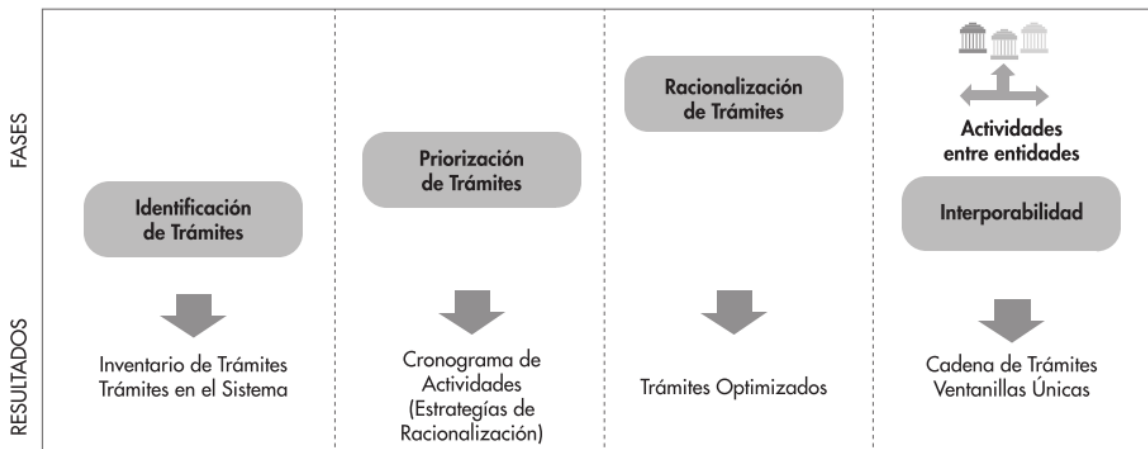 FASES
Identificación
de Trámites
Priorización
de Trámites
Racionalización
de Trámites
Actividades
entre entidades
Interporabilidad
RESULTADOS
Inventario de Trámites
Trámites en el Sistema
Cronograma de
Actividades
(Estrategías de
Racionalización)
Trámites Optimizados
Cadena de Trámites
Ventanillas Únicas